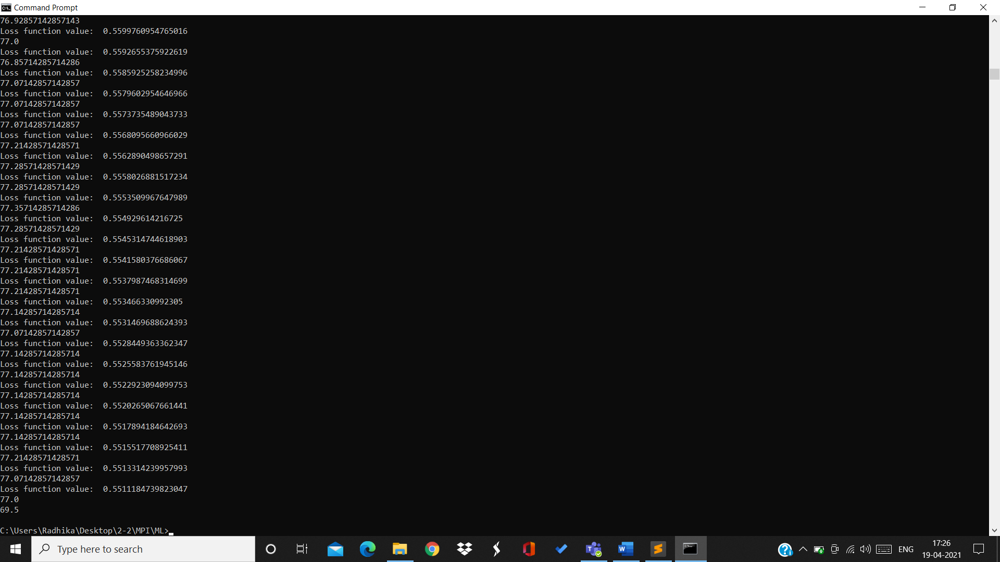 Command Prompt
76.92857142857143
Loss function value:  0.5599760954765016
77.0
Loss function value:  0.5592655375922619
76.85714285714286
Loss function value:  0.5585925258234996
77.07142857142857
Loss function value:  0.5579602954646966
77.07142857142857
Loss function value:  0.5573735489043733
77.07142857142857
Loss function value:  0.5568095660966029
77.21428571428571
Loss function value:  0.5562890498657291
77.28571428571429
Loss function value:  0.5558026881517234
77.28571428571429
Loss function value:  0.5553509967647989
77.35714285714286
Loss function value:  0.554929614216725
77.28571428571429
Loss function value:  0.5545314744618903
77.21428571428571
Loss function value:  0.5541580376686067
77.21428571428571
Loss function value:  0.5537987468314699
77.21428571428571
Loss function value:  0.553466330992305
77.14285714285714
Loss function value:  0.5531469688624393
77.07142857142857
Loss function value:  0.5528449363362347
77.14285714285714
Loss function value:  0.5525583761945146
77.14285714285714
Loss function value:  0.5522923094099753
77.14285714285714
Loss function value:  0.5520265067661441
77.14285714285714
Loss function value:  0.5517894184642693
77.14285714285714
Loss function value:  0.5515517708925411
77.21428571428571
Loss function value:  0.5513314239957993
77.07142857142857
Loss function value:  0.5511184739823047
77.0
69.5
C:\Users\Radhika\Desktop\2-2\MPI\ML>
Type here to search
ENG
17:26
19-04-2021